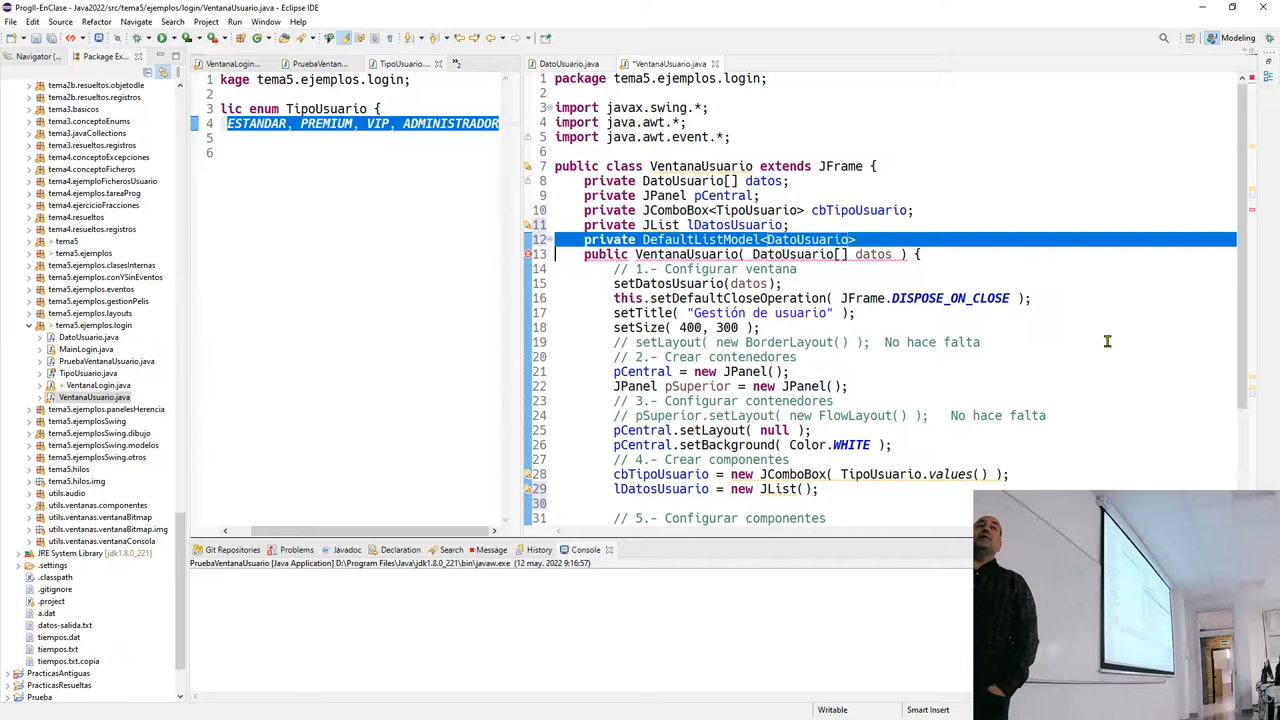 ProgII-EnClase - Java2022/src/tema5/ejemplos/login/VentanaUsuario.java - Eclipse IDE
File Edit Source Refactor Navigate Search Project Run Window Help
Navigator (... Package Ex...
tema2b.resueltos.objetodle
tema2b.resueltos.registros
tema3.basicos
tema3.conceptoEnums
tema3.javaCollections
tema3.resueltos.registros
tema4.conceptoExcepciones
tema4.conceptoFicheros
tema4.ejemploFicherosUsuario
tema4.ejemplos.tareaProg
tema4.ejercicioFracciones
tema4.resueltos
tema4.resueltos.registros
> tema5
> tema5.ejemplos
tema5.ejemplos.clasesInternas
tema5.ejemplos.conYSinEventos
tema5.ejemplos.eventos
tema5.ejemplos.gestionPelis
tema5.ejemplos.layouts
> tema5.ejemplos.login
DatoUsuario.java
MainLogin.java
PruebaVentanaUsuario.java
TipoUsuario.java
> VentanaLogin.java
VentanaUsuario.java
tema5.ejemplos.panelesHerencia
tema5.ejemplosSwing
tema5.ejemplosSwing.dibujo
tema5.ejemplosSwing.modelos
tema5.ejemplosSwing.otros
tema5.hilos
tema5.hilos.img
utils.audio
utils.ventanas.componentes
utils.ventanas.ventanaBitmap
utils.ventanas.ventanaBitmap.img
utils.ventanas.ventanaConsola
JRE System Library [jdk1.8.0_221]
.settings
.classpath
.gitignore
.project
a.dat
datos-salida.txt
tiempos.dat
tiempos.txt
tiempos.txt.copia
PracticasAntiguas
PracticasResueltas
Prueba
VentanaLogin... PruebaVentan... TipoUsuario.... »2
1 kage tema5.ejemplos.login;
2
3 lic enum TipoUsuario {
4 ESTANDAR, PREMIUM, VIP, ADMINISTRADOR
5
6
DatoUsuario.java *VentanaUsuario.java
1 package tema5.ejemplos.login;
2
3 import javax.swing.*;
4 import java.awt.*;
5 import java.awt.event.*;
6
7 public class VentanaUsuario extends JFrame {
8 private DatoUsuario[] datos;
9 private JPanel pCentral;
10 private JComboBox<TipoUsuario> cbTipoUsuario;
11 private JList lDatosUsuario;
12 private DefaultListModel<DatoUsuario>
13 public VentanaUsuario( DatoUsuario[] datos ) {
14 // 1.- Configurar ventana
15 setDatosUsuario(datos);
16 this.setDefaultCloseOperation( JFrame.DISPOSE_ON_CLOSE );
17 setTitle( "Gestión de usuario" );
18 setSize( 400, 300 );
19 // setLayout( new BorderLayout() ); No hace falta
20 // 2.- Crear contenedores
21 pCentral = new JPanel();
22 JPanel pSuperior = new JPanel();
23 // 3.- Configurar contenedores
24 // pSuperior.setLayout( new FlowLayout() ); No hace falta
25 pCentral.setLayout( null );
26 pCentral.setBackground( Color.WHITE );
27 // 4.- Crear componentes
28 cbTipoUsuario = new JComboBox( TipoUsuario.values() );
29 lDatosUsuario = new JList();
30
31 // 5.- Configurar componentes
Modeling
Git Repositories Problems Javadoc Declaration Search Message History Console
PruebaVentanaUsuario [Java Application] D:\Program Files\Java\jdk1.8.0_221\bin\javaw.exe (12 may. 2022 9:16:57)
Writable Smart Insert